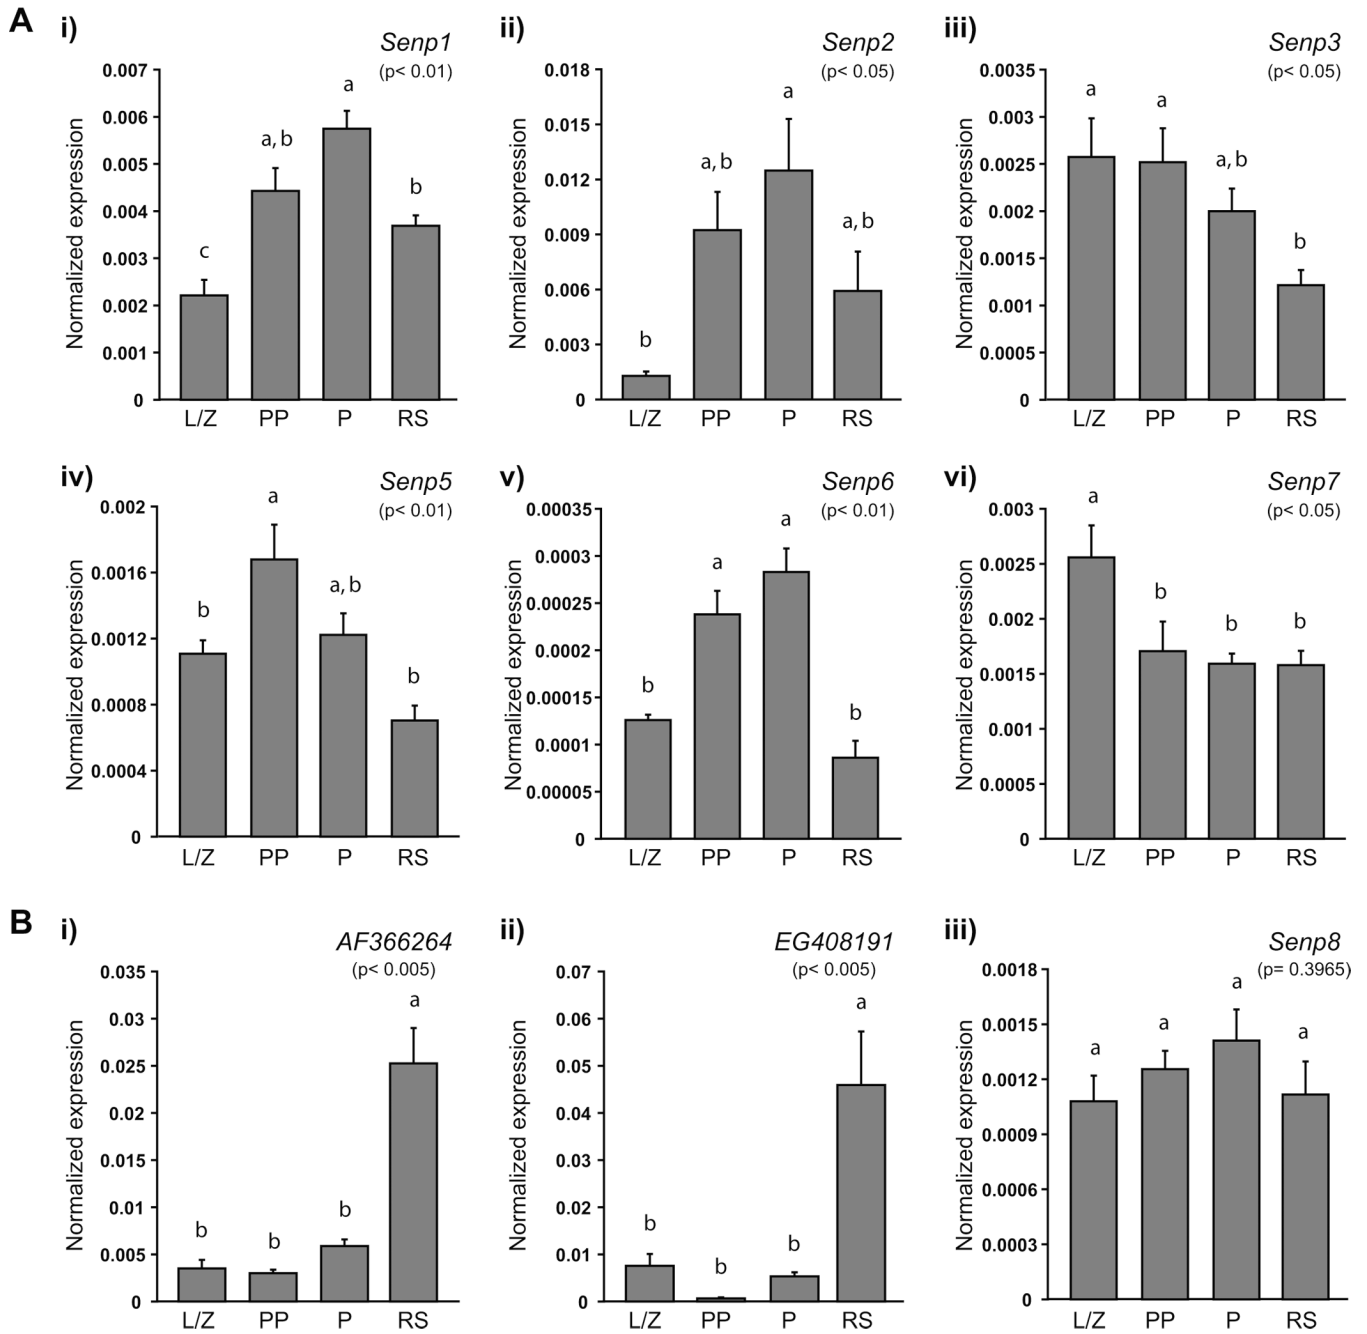 A
i)
Senp1
(p< 0.01)
Normalized expression
0.007
0.006
0.005
0.004
0.003
0.002
0.001
0
c
a, b
a
b
L/Z PP P RS
ii)
Senp2
(p< 0.05)
Normalized expression
0.018
0.015
0.012
0.009
0.006
0.003
0
b
a, b
a
a, b
L/Z PP P RS
iii)
Senp3
(p< 0.05)
Normalized expression
0.0035
0.003
0.0025
0.002
0.0015
0.001
0.0005
0
a
a
a, b
b
L/Z PP P RS
iv)
Senp5
(p< 0.01)
Normalized expression
0.002
0.0016
0.0012
0.0008
0.0004
0
b
a
a, b
b
L/Z PP P RS
v)
Senp6
(p< 0.01)
Normalized expression
0.00035
0.0003
0.00025
0.0002
0.00015
0.0001
0.00005
0
b
a
a
b
L/Z PP P RS
vi)
Senp7
(p< 0.05)
Normalized expression
0.003
0.0025
0.002
0.0015
0.001
0.0005
0
a
b
b
b
L/Z PP P RS
B
i)
AF366264
(p< 0.005)
Normalized expression
0.035
0.03
0.025
0.02
0.015
0.01
0.005
0
b
b
b
a
L/Z PP P RS
ii)
EG408191
(p< 0.005)
Normalized expression
0.07
0.06
0.05
0.04
0.03
0.02
0.01
0
b
b
b
a
L/Z PP P RS
iii)
Senp8
(p= 0.3965)
Normalized expression
0.0018
0.0015
0.0012
0.0009
0.0006
0.0003
0
a
a
a
a
L/Z PP P RS